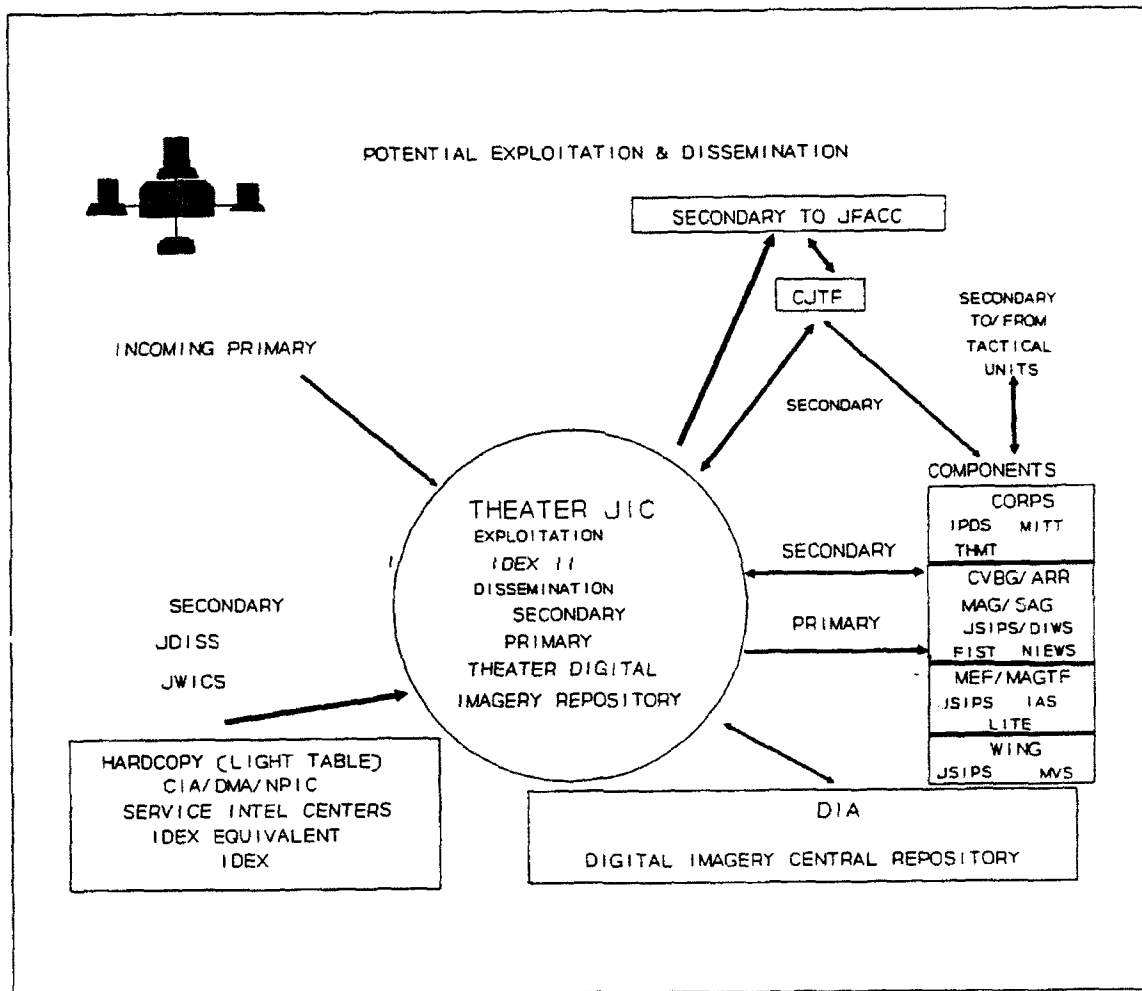 POTENTIAL EXPLOITATION & DISSEMINATION
SECONDARY TO JFACC
CJTF
SECONDARY
TO/FROM
TACTICAL
UNITS
INCOMING PRIMARY
SECONDARY
COMPONENTS
CORPS
IPDS MITT
THMT
CVBG/ARR
MAG/SAG
JSIPS/DIWS
FIST NIEWS
MEF/MAGTF
JSIPS IAS
LITE
WING
JSIPS MVS
THEATER JIC
EXPLOITATION
IDEX II
DISSEMINATION
SECONDARY
PRIMARY
THEATER DIGITAL
IMAGERY REPOSITORY
SECONDARY
PRIMARY
SECONDARY
JDISS
JWICS
HARDCOPY (LIGHT TABLE)
CIA/DMA/NPIC
SERVICE INTEL CENTERS
IDEX EQUIVALENT
IDEX
DIA
DIGITAL IMAGERY CENTRAL REPOSITORY